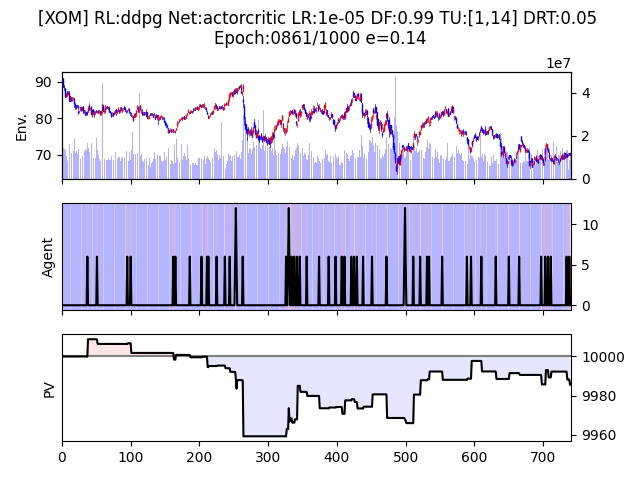 [XOM] RL:ddpg Net:actorcritic LR:1e-05 DF:0.99 TU:[1,14] DRT:0.05
Epoch:0861/1000 e=0.14
1e7
90
80
70
Env.
4
2
0
Agent
10
5
0
PV
10000
9980
9960
0 100 200 300 400 500 600 700